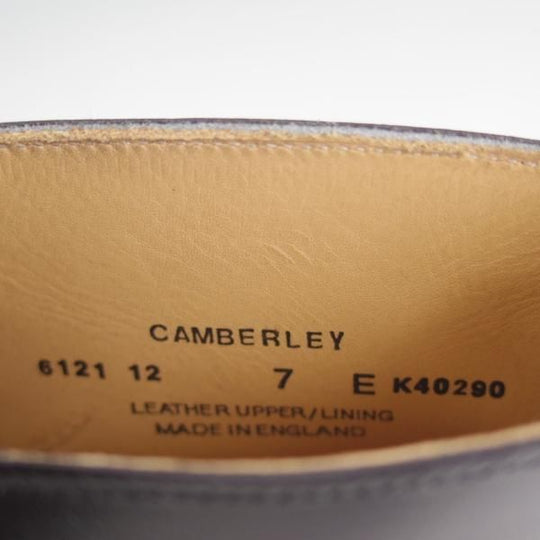 CAMBERLEY
6121 12 7 E K40290
LEATHER UPPER/LINING
MADE IN ENGLAND